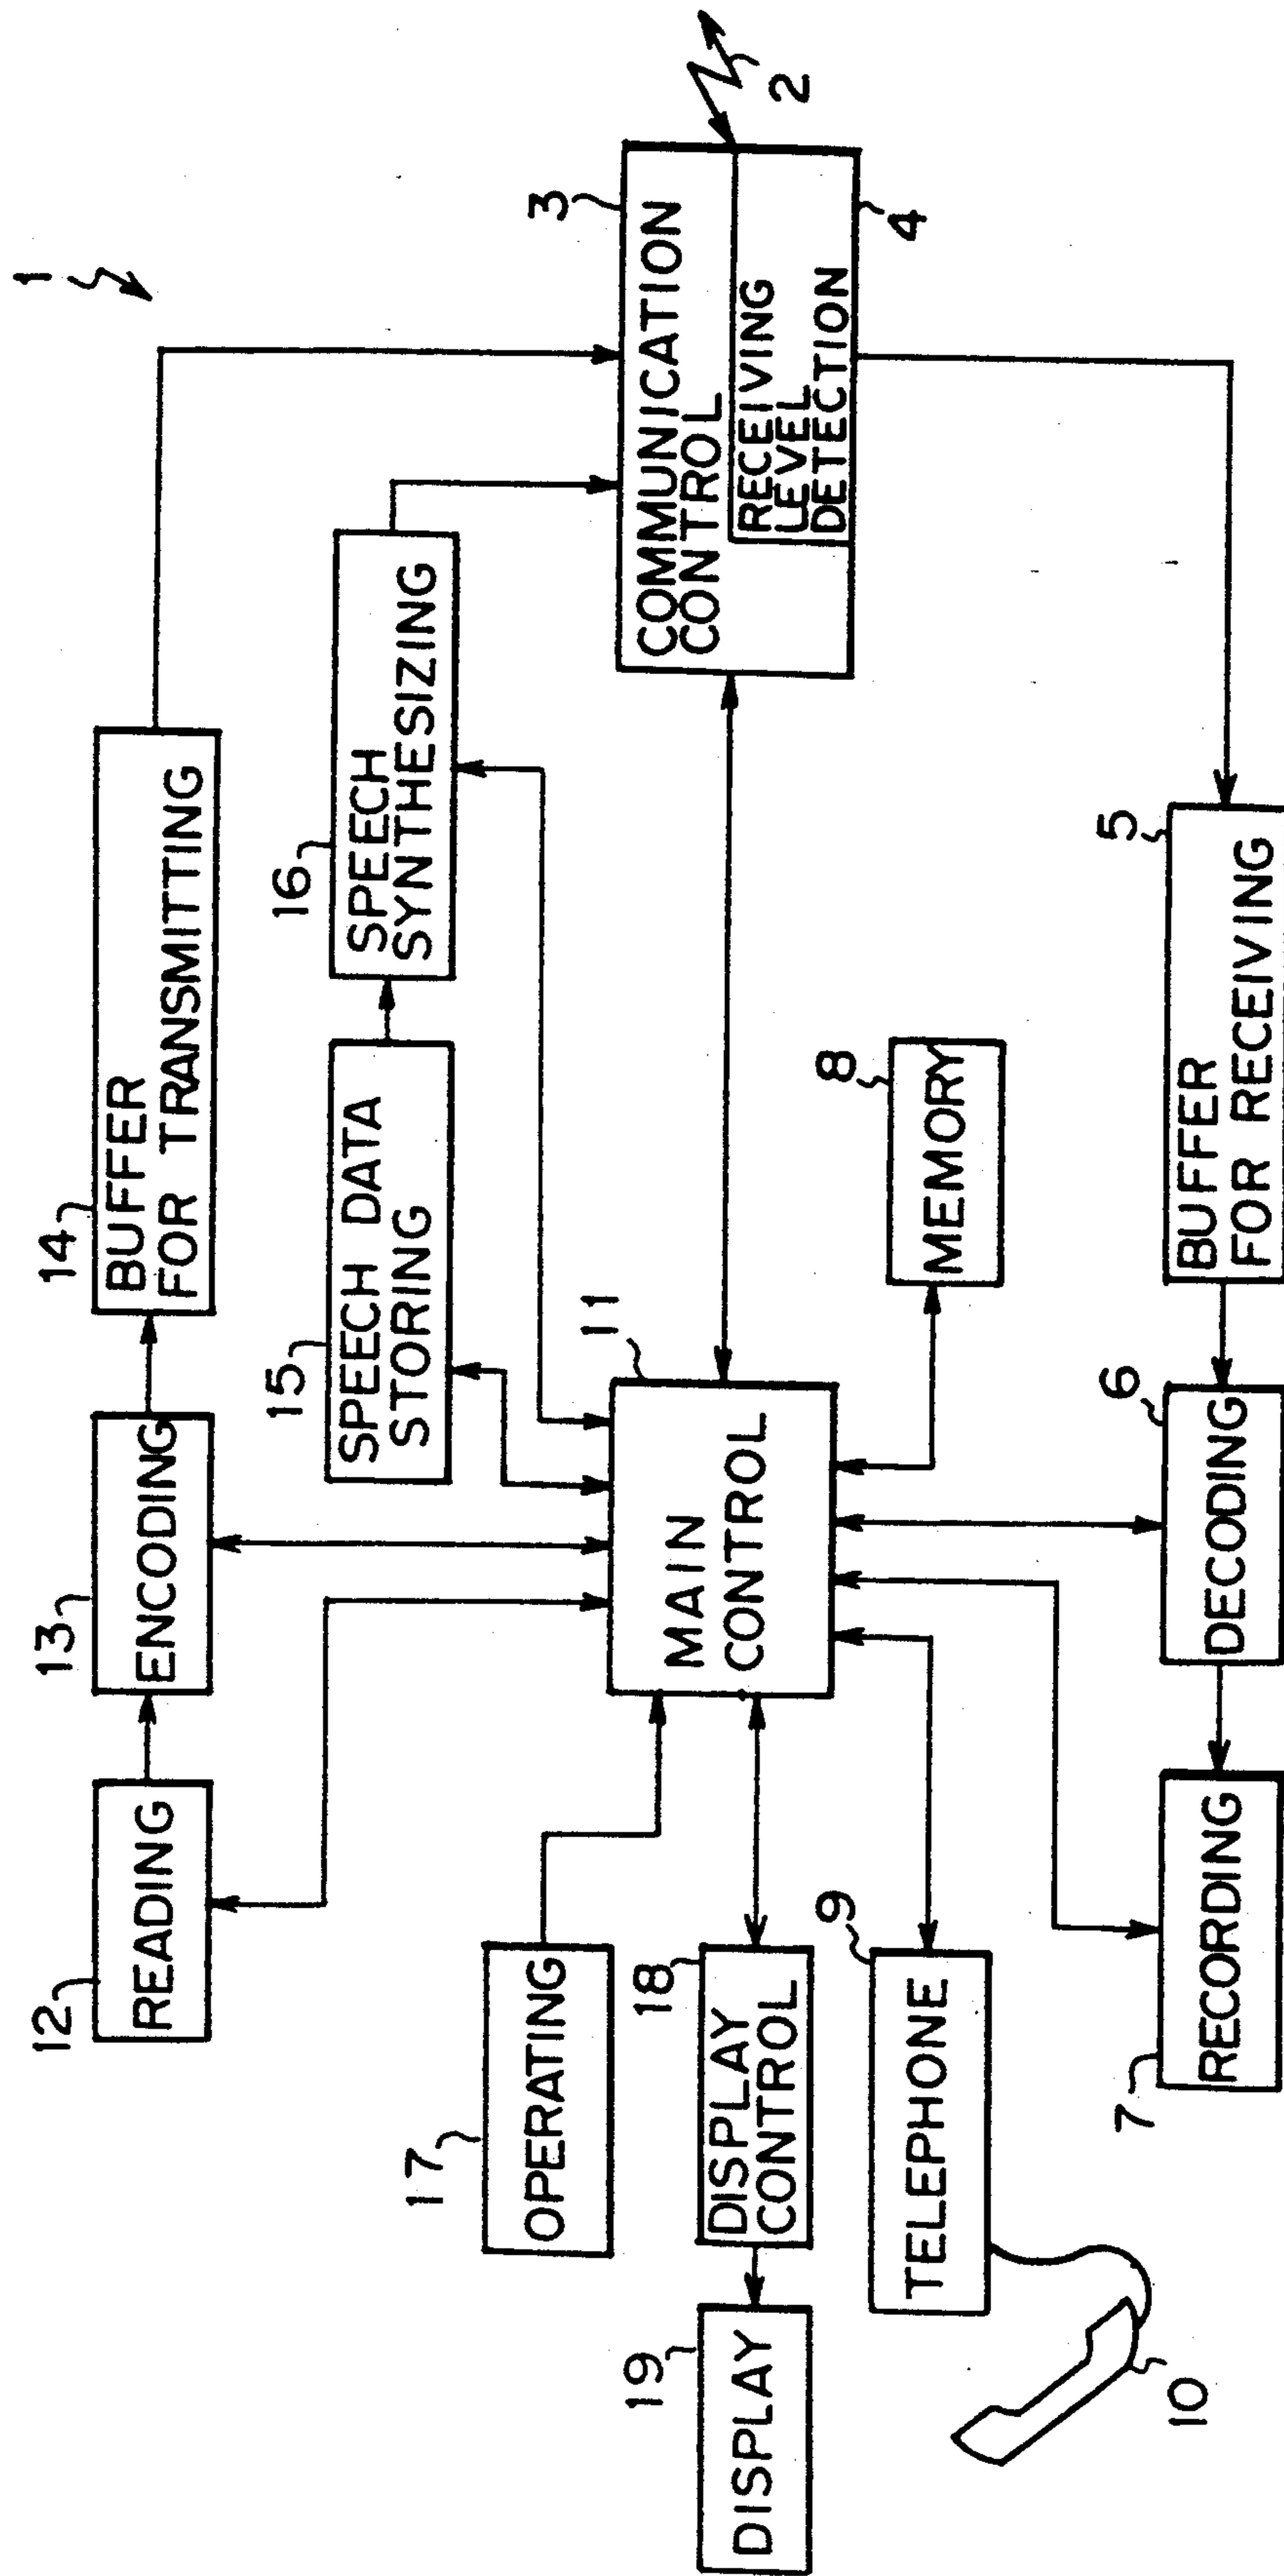 1
12
READING
13
ENCODING
14
BUFFER
FOR TRANSMITTING
15
SPEECH DATA
STORING
16
SPEECH
SYNTHESIZING
17
OPERATING
11
MAIN
CONTROL
3
COMMUNICATION
CONTROL
2
RECEIVING
LEVEL
DETECTION
4
19
DISPLAY
18
DISPLAY
CONTROL
9
TELEPHONE
10
8
MEMORY
7
RECORDING
6
DECODING
5
BUFFER
FOR RECEIVING